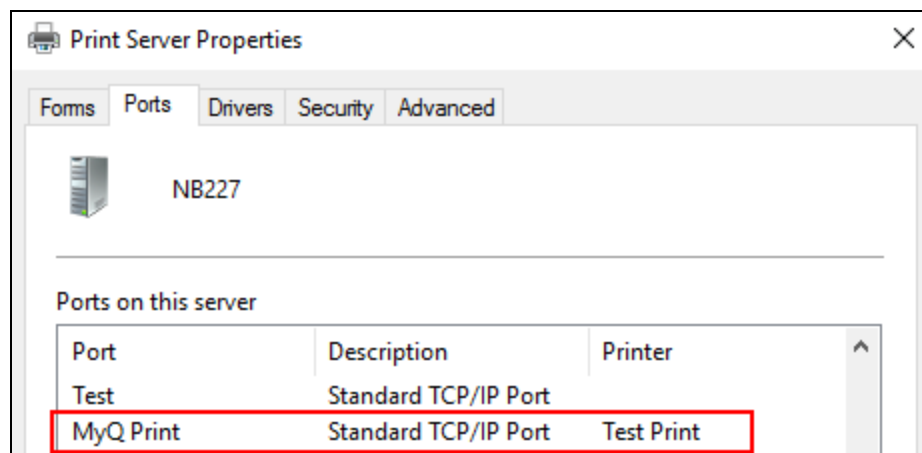 Print Server Properties
Forms Ports Drivers Security Advanced
NB227
Ports on this server
Port Description Printer
Test Standard TCP/IP Port
MyQ Print Standard TCP/IP Port Test Print